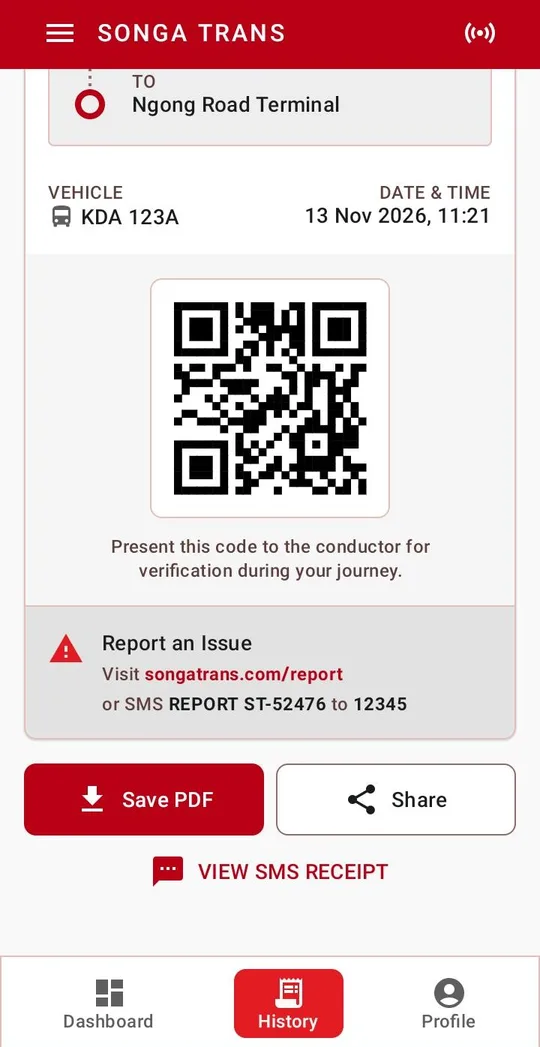 SONGA TRANS
TO
Ngong Road Terminal
VEHICLE
KDA 123A
DATE & TIME
13 Nov 2026, 11:21
Present this code to the conductor for
verification during your journey.
Report an Issue
Visit songatrans.com/report
or SMS REPORT ST-52476 to 12345
Save PDF
Share
VIEW SMS RECEIPT
Dashboard
History
Profile